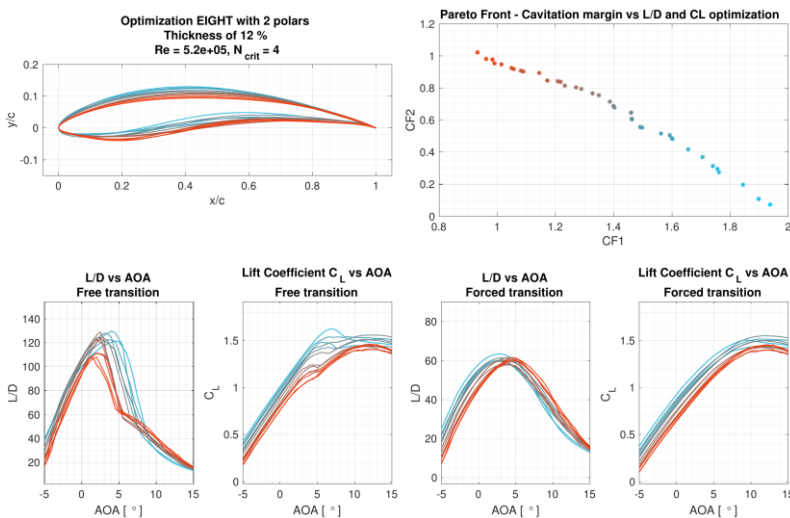 Optimization EIGHT with 2 polars
Thickness of 12 %
Re = 5.2e+05, N_crit = 4
0.2
0.1
0
-0.1
y/c
0
0.2
0.4
0.6
0.8
1
x/c
Pareto Front - Cavitation margin vs L/D and CL optimization
1.2
1
0.8
0.6
0.4
0.2
0
CF2
0.8
1
1.2
1.4
1.6
1.8
2
CF1
L/D vs AOA
Free transition
140
120
100
80
60
40
20
L/D
-5
0
5
10
15
AOA [ ° ]
Lift Coefficient C_L vs AOA
Free transition
1.5
1
0.5
0
C_L
-5
0
5
10
15
AOA [ ° ]
L/D vs AOA
Forced transition
80
60
40
20
0
L/D
-5
0
5
10
15
AOA [ ° ]
Lift Coefficient C_L vs AOA
Forced transition
1.5
1
0.5
0
C_L
-5
0
5
10
15
AOA [ ° ]